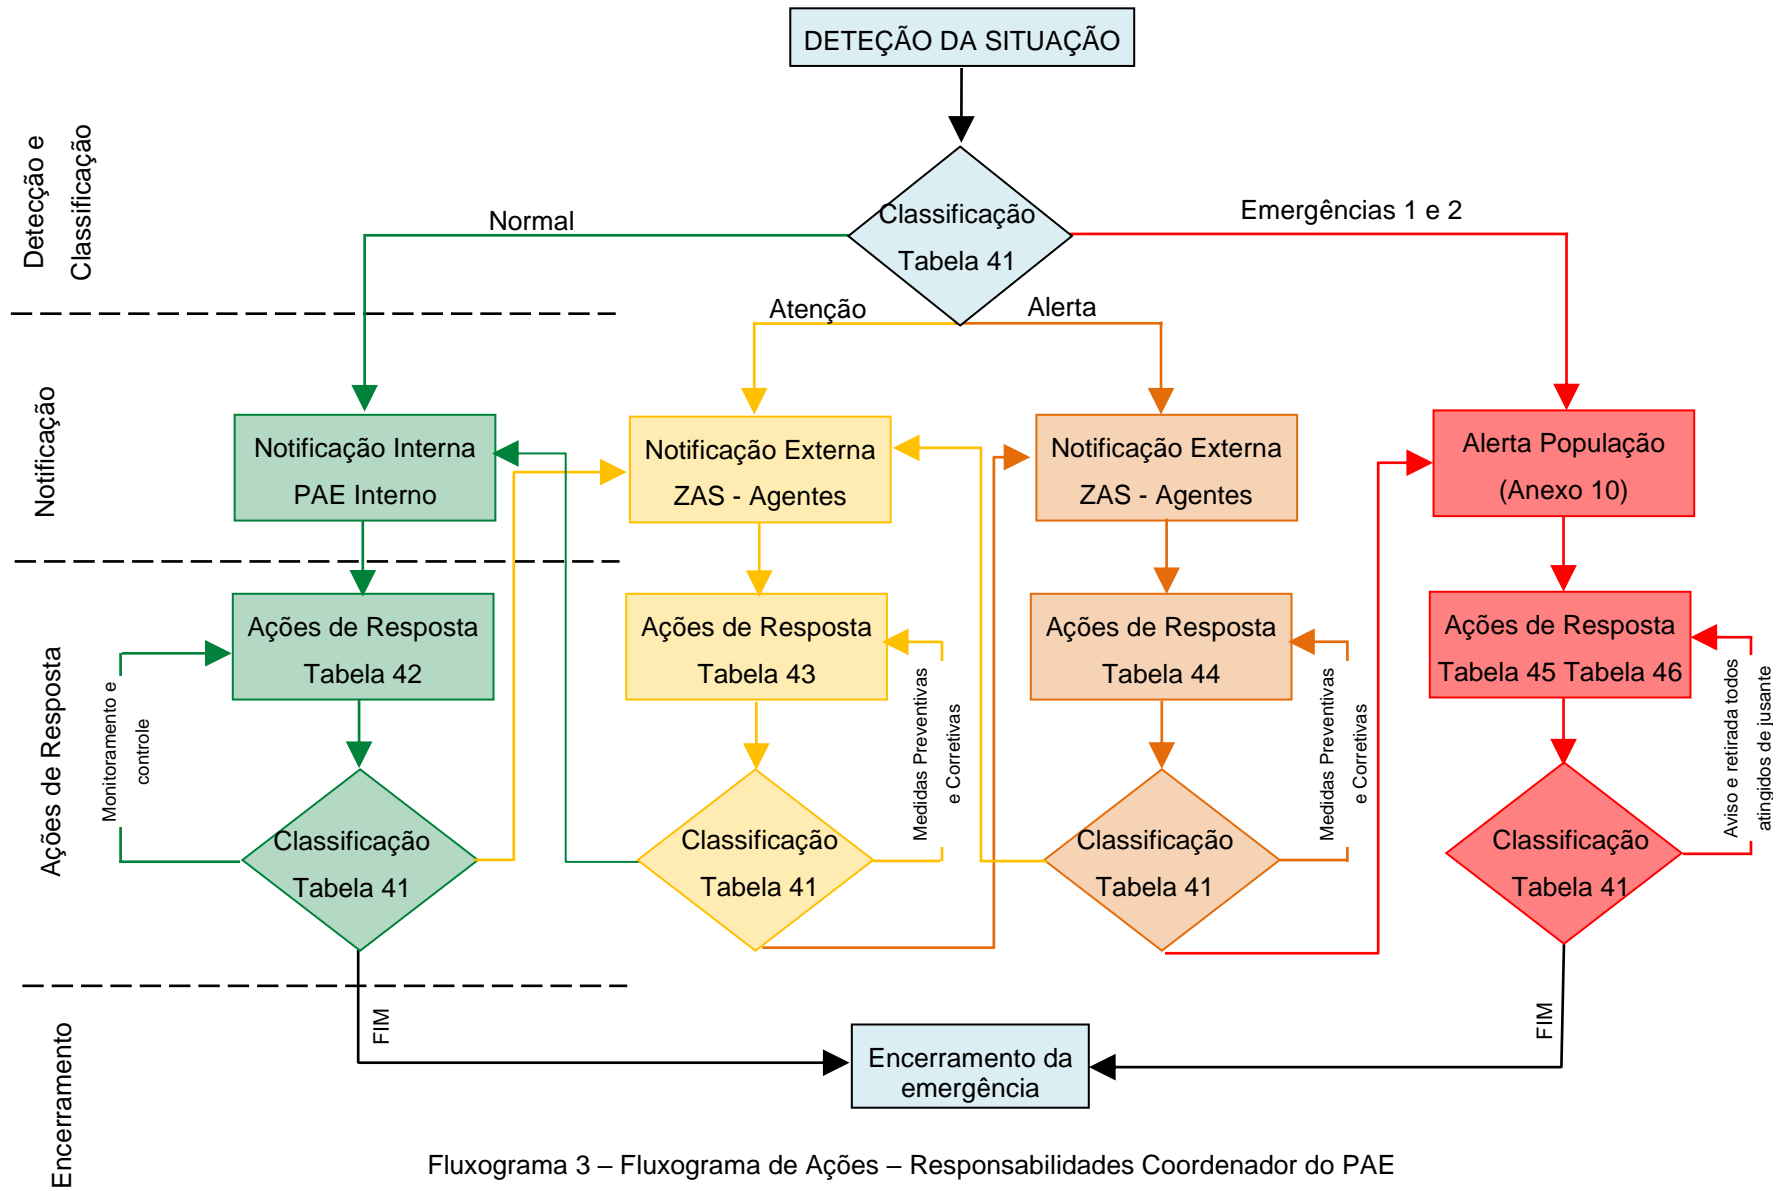 DETEÇÃO DA SITUAÇÃO
Detecção e
Classificação
Classificação
Tabela 41
Normal
Emergências 1 e 2
Atenção
Alerta
Notificação
Notificação Interna
PAE Interno
Notificação Externa
ZAS - Agentes
Notificação Externa
ZAS - Agentes
Alerta População
(Anexo 10)
Ações de Resposta
Ações de Resposta
Tabela 42
Ações de Resposta
Tabela 43
Ações de Resposta
Tabela 44
Ações de Resposta
Tabela 45 Tabela 46
Monitoramento e
controle
Medidas Preventivas
e Corretivas
Medidas Preventivas
e Corretivas
Aviso e retirada todos
atingidos de jusante
Classificação
Tabela 41
Classificação
Tabela 41
Classificação
Tabela 41
Classificação
Tabela 41
Encerramento
FIM
FIM
Encerramento da
emergência
Fluxograma 3 – Fluxograma de Ações – Responsabilidades Coordenador do PAE